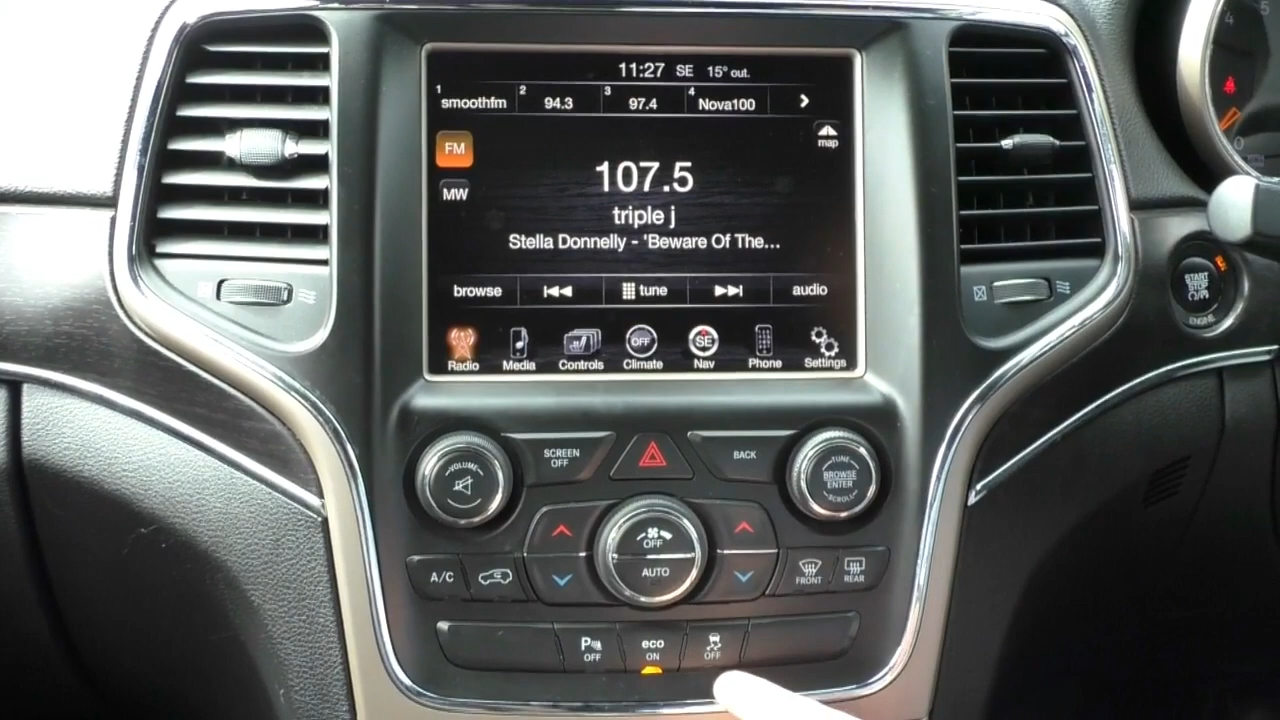 11:27 SE 15° out.
1 smoothfm 2 94.3 3 97.4 4 Nova100
map
FM
107.5
MW
triple j
Stella Donnelly - 'Beware Of The...
browse tune audio
OFF SE
Radio Media Controls Climate Nav Phone Settings
4 5
0
START
STOP
ENGINE
VOLUME
SCREEN
OFF
BACK
TUNE
BROWSE
ENTER
SCROLL
OFF
AUTO
A/C
FRONT
REAR
P
OFF
eco
ON
OFF